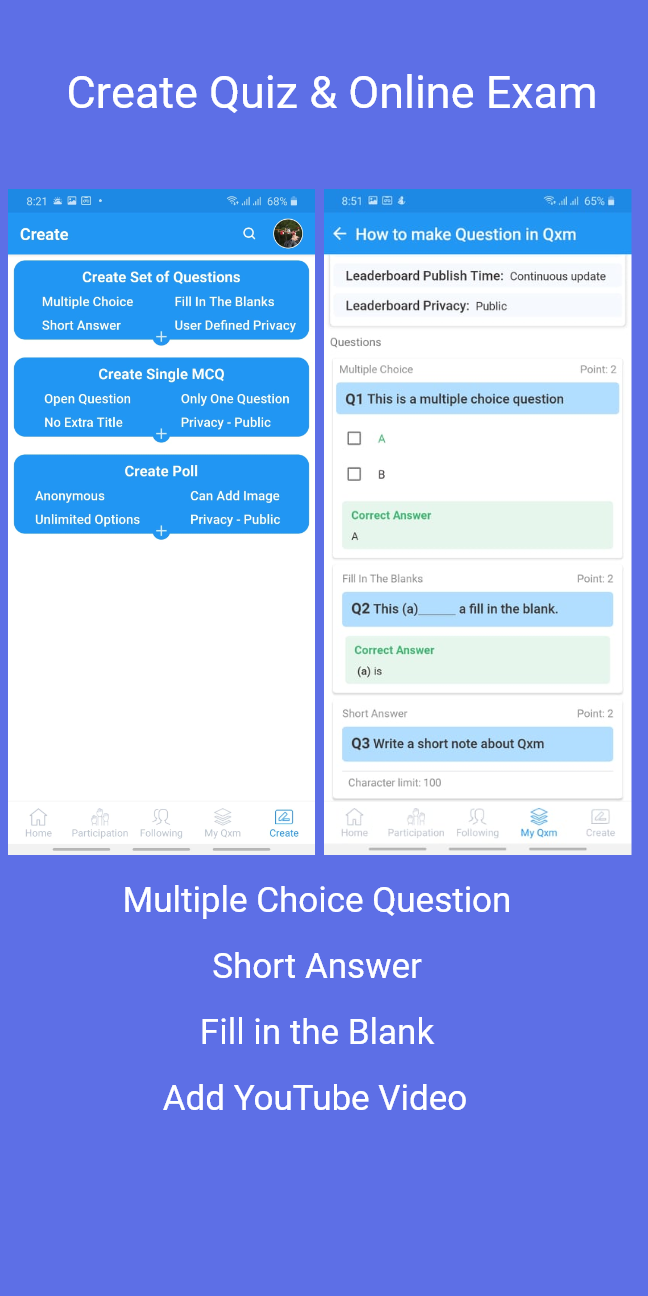 Create Quiz & Online Exam
8:21
68%
Create
Create Set of Questions
Multiple Choice Fill In The Blanks
Short Answer User Defined Privacy
+
Create Single MCQ
Open Question Only One Question
No Extra Title Privacy - Public
+
Create Poll
Anonymous Can Add Image
Unlimited Options Privacy - Public
+
Home Participation Following My Qxm Create
8:51
65%
How to make Question in Qxm
Leaderboard Publish Time: Continuous update
Leaderboard Privacy: Public
Questions
Multiple Choice Point: 2
Q1 This is a multiple choice question
A
B
Correct Answer
A
Fill In The Blanks Point: 2
Q2 This (a)______ a fill in the blank.
Correct Answer
(a) is
Short Answer Point: 2
Q3 Write a short note about Qxm
Character limit: 100
Home Participation Following My Qxm Create
Multiple Choice Question
Short Answer
Fill in the Blank
Add YouTube Video